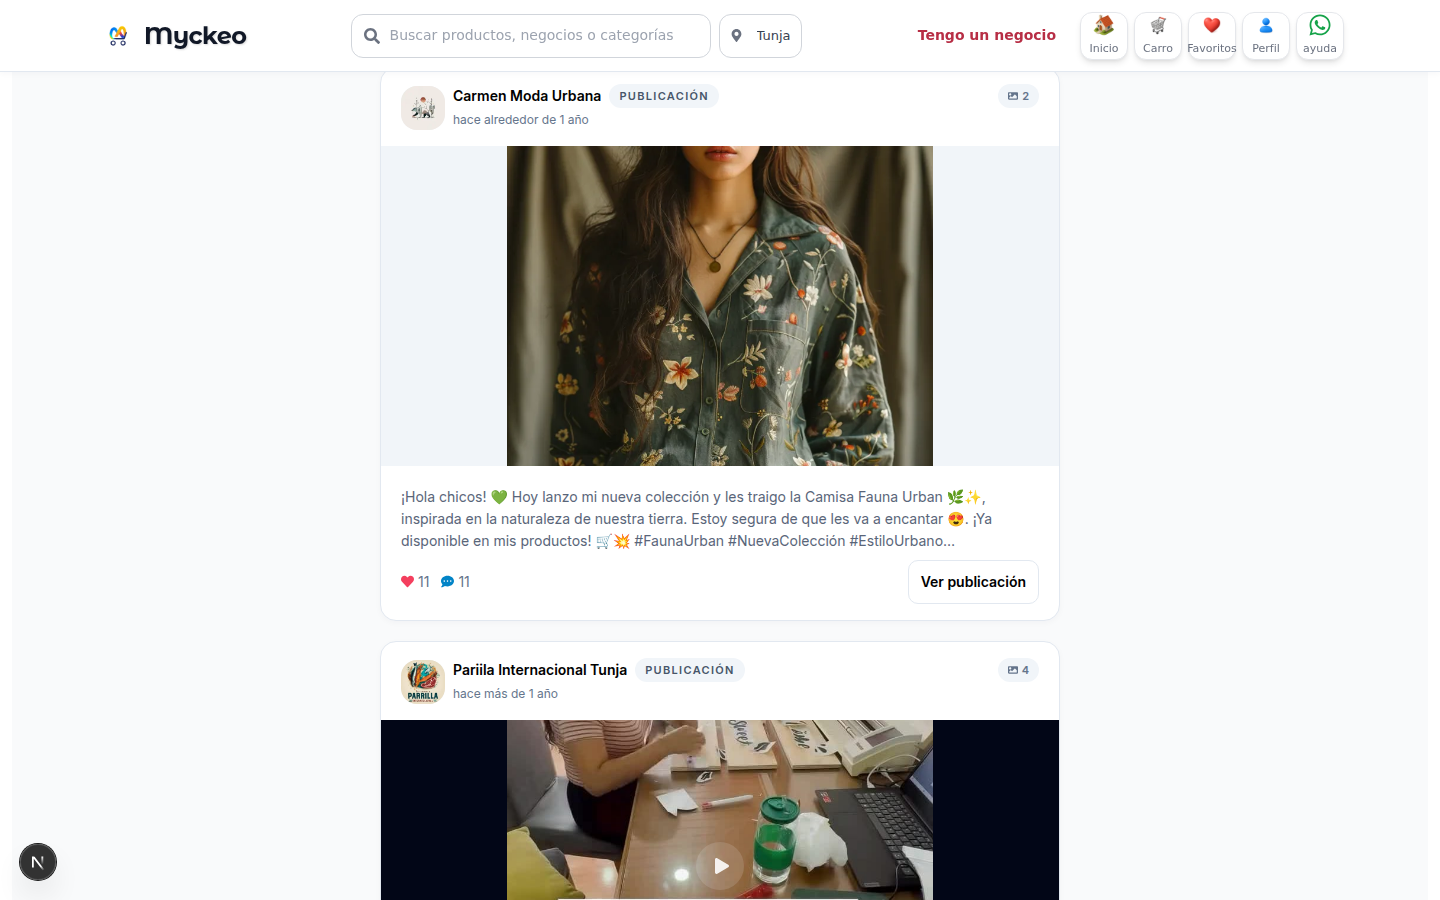 Myckeo
Buscar productos, negocios o categorías
Tunja
Tengo un negocio
Inicio
Carro
Favoritos
Perfil
ayuda
Carmen Moda Urbana
PUBLICACIÓN
2
hace alrededor de 1 año
¡Hola chicos! 💚 Hoy lanzo mi nueva colección y les traigo la Camisa Fauna Urban 🌿✨,
inspirada en la naturaleza de nuestra tierra. Estoy segura de que les va a encantar 😍. ¡Ya
disponible en mis productos! 🛒💥 #FaunaUrban #NuevaColección #EstiloUrbano...
11
11
Ver publicación
PARRILLA
Pariila Internacional Tunja
PUBLICACIÓN
4
hace más de 1 año
N